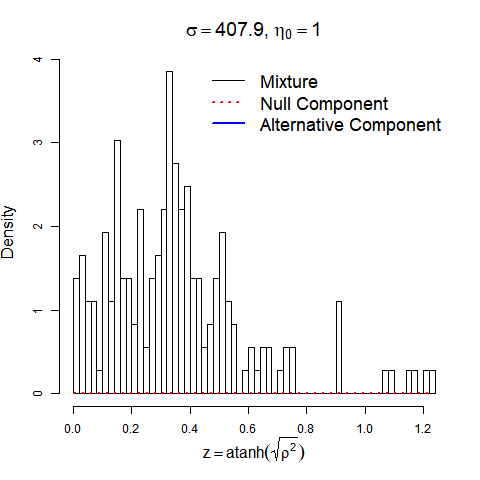 σ = 407.9, η₀ = 1
Mixture
Null Component
Alternative Component
Density
4
3
2
1
0
0.0 0.2 0.4 0.6 0.8 1.0 1.2
z = atanh(√ρ²)